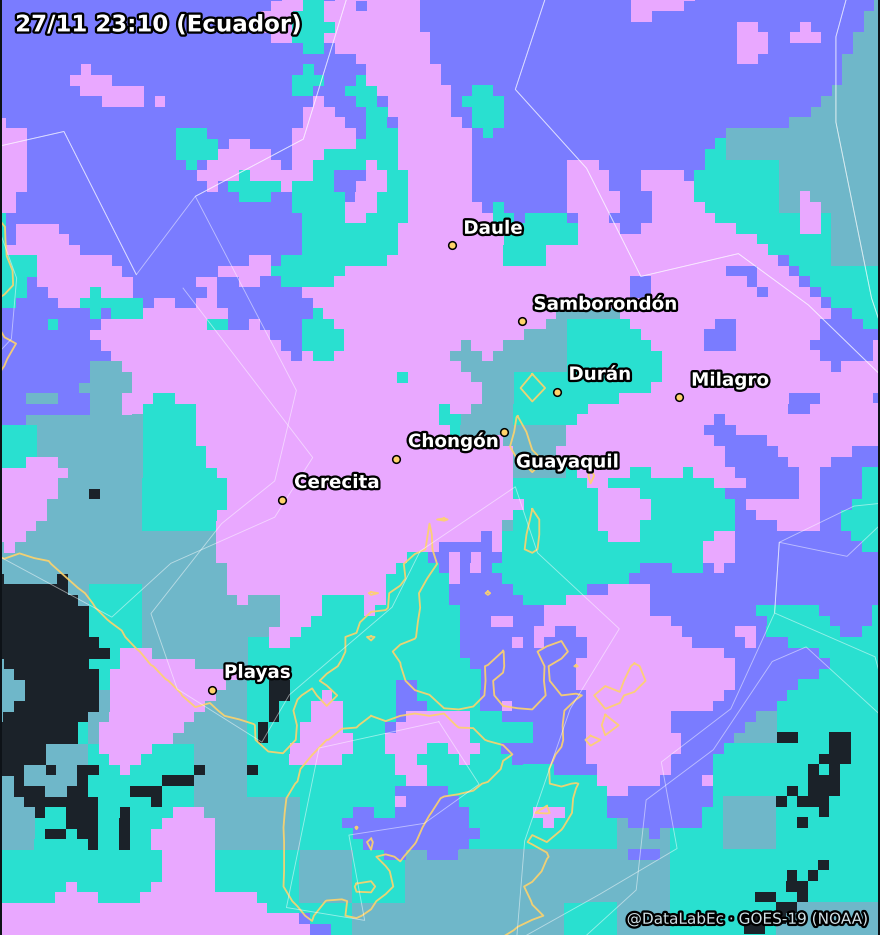 27/11 23:10 (Ecuador)
Daule
Samborondón
Durán
Milagro
Chongón
Guayaquil
Cerecita
Playas
@DataLabEc · GOES-19 (NOAA)